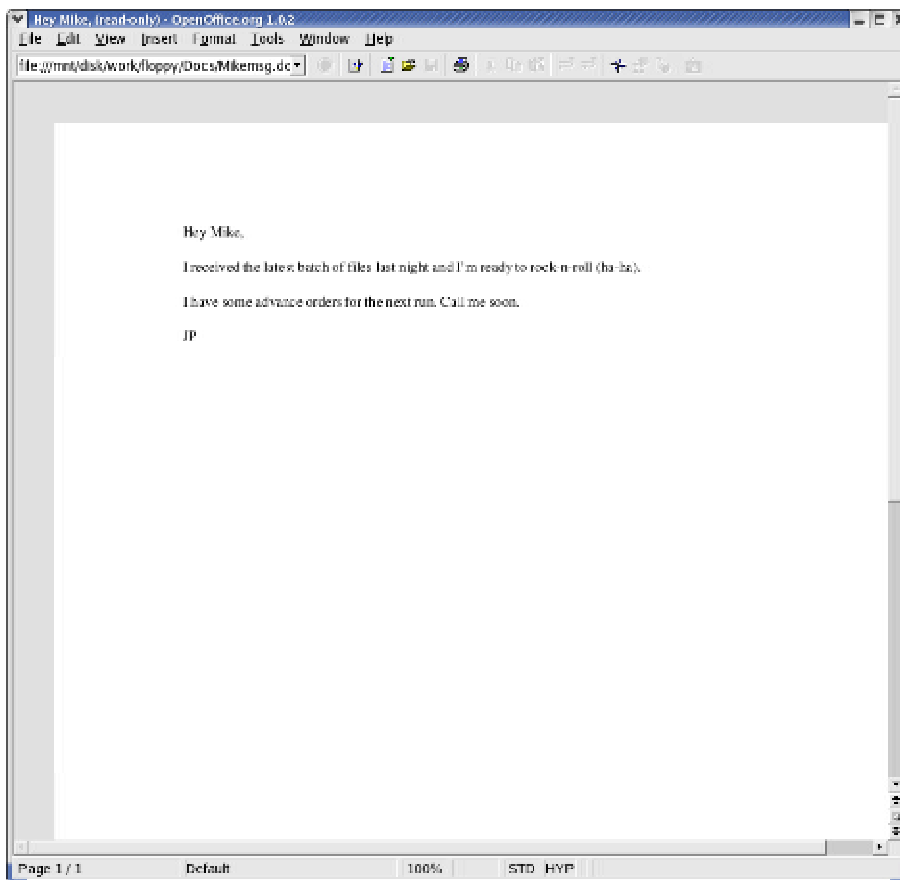 Hey Mike, (read-only) - OpenOffice.org 1.0.2
File Edit View Insert Format Tools Window Help
file:///mnt/disk/work/floppy/Docs/Mikemsg.dc
Hey Mike,
I received the latest batch of files last night and I'm ready to rock-n-roll (ha-ha).
I have some advance orders for the next run. Call me soon.
JP
Page 1 / 1 Default 100% STD HYP